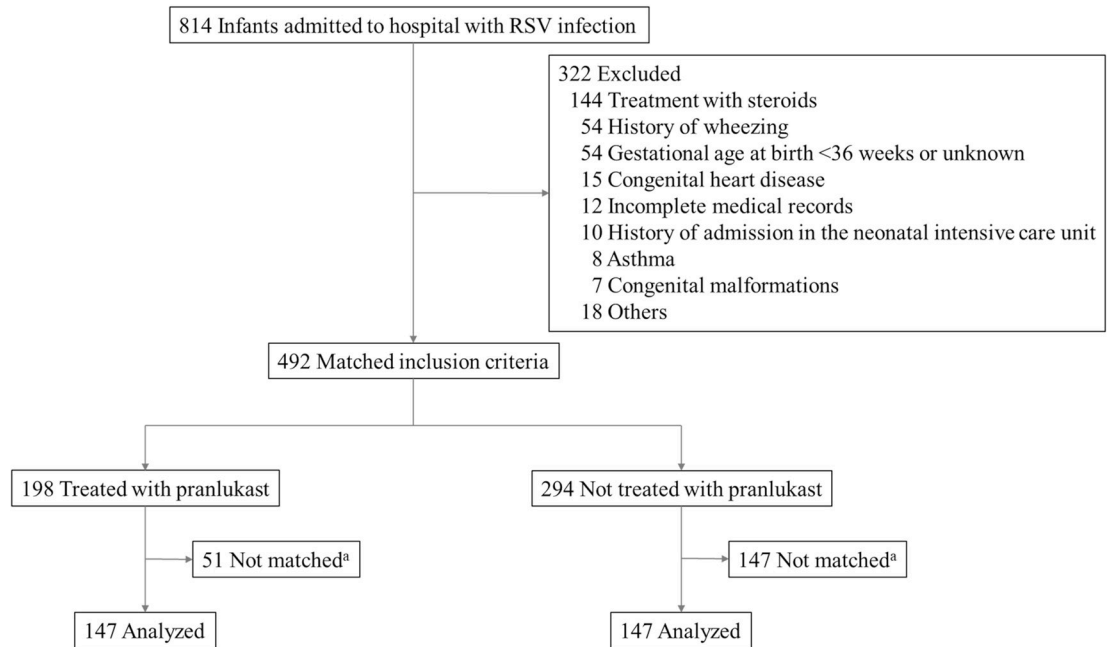 814 Infants admitted to hospital with RSV infection
322 Excluded
144 Treatment with steroids
54 History of wheezing
54 Gestational age at birth <36 weeks or unknown
15 Congenital heart disease
12 Incomplete medical records
10 History of admission in the neonatal intensive care unit
8 Asthma
7 Congenital malformations
18 Others
492 Matched inclusion criteria
198 Treated with pranlukast
294 Not treated with pranlukast
51 Not matchedᵃ
147 Not matchedᵃ
147 Analyzed
147 Analyzed